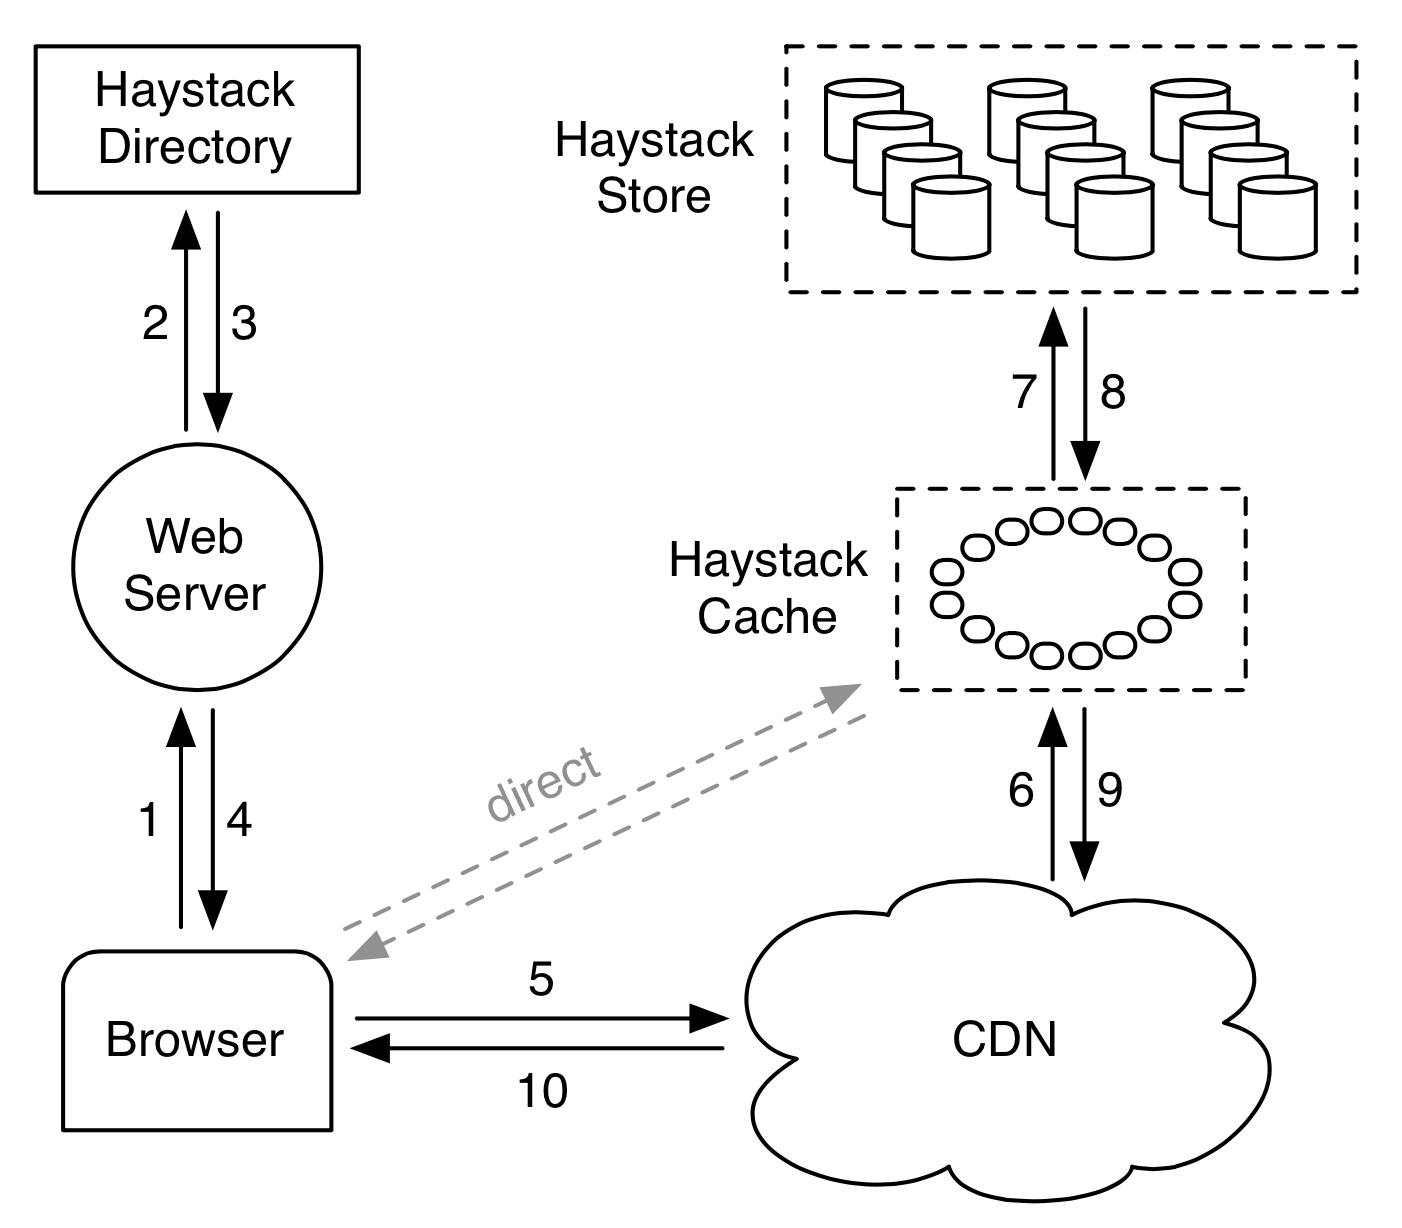 Haystack
Directory
Haystack
Store
2
3
7
8
Web
Server
Haystack
Cache
direct
1
4
6
9
5
Browser
CDN
10